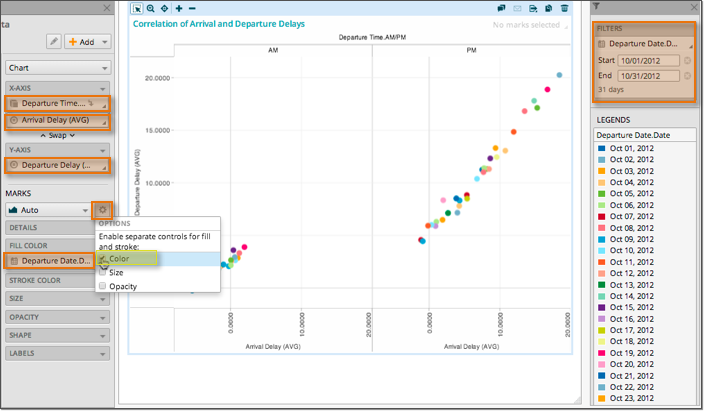 ta
Add
Chart
X-AXIS
Departure Time....
Arrival Delay (AVG)
Swap
Y-AXIS
Departure Delay (...
MARKS
Auto
DETAILS
FILL COLOR
Departure Date.D...
STROKE COLOR
SIZE
OPACITY
SHAPE
LABELS
OPTIONS
Enable separate controls for fill
and stroke:
Color
Size
Opacity
Correlation of Arrival and Departure Delays
No marks selected
Departure Time.AM/PM
AM
PM
Departure Delay (AVG)
20.0000
15.0000
10.0000
5.0000
0.0000
10.0000
20.0000
0.0000
10.0000
20.0000
Arrival Delay (AVG)
Arrival Delay (AVG)
FILTERS
Departure Date.D...
Start 10/01/2012
End 10/31/2012
31 days
LEGENDS
Departure Date.Date
Oct 01, 2012
Oct 02, 2012
Oct 03, 2012
Oct 04, 2012
Oct 05, 2012
Oct 06, 2012
Oct 07, 2012
Oct 08, 2012
Oct 09, 2012
Oct 10, 2012
Oct 11, 2012
Oct 12, 2012
Oct 13, 2012
Oct 14, 2012
Oct 15, 2012
Oct 16, 2012
Oct 17, 2012
Oct 18, 2012
Oct 19, 2012
Oct 20, 2012
Oct 21, 2012
Oct 22, 2012
Oct 23, 2012